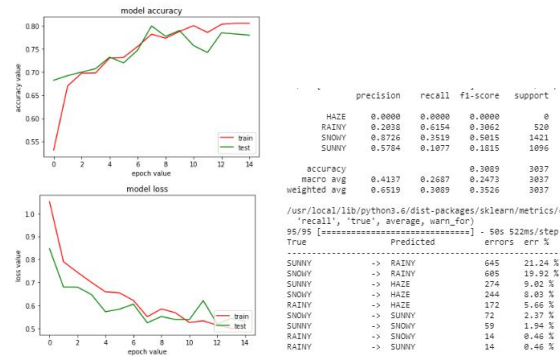 model accuracy
0.80
0.75
0.70
0.65
0.60
0.55
accuracy value
train
test
0 2 4 6 8 10 12 14
epoch value
model loss
1.0
0.9
0.8
0.7
0.6
0.5
loss value
train
test
0 2 4 6 8 10 12 14
epoch value
precision recall f1-score support
HAZE 0.0000 0.0000 0.0000 0
RAINY 0.2038 0.6154 0.3062 520
SNOWY 0.8726 0.3519 0.5015 1421
SUNNY 0.5784 0.1077 0.1815 1096
accuracy 0.3089 3037
macro avg 0.4137 0.2687 0.2473 3037
weighted avg 0.6519 0.3089 0.3526 3037
/usr/local/lib/python3.6/dist-packages/sklearn/metrics/
'recall', 'true', average, warn_for)
95/95 [==============================] - 50s 522ms/step
True Predicted errors err %
SUNNY -> RAINY 645 21.24 %
SNOWY -> RAINY 605 19.92 %
SUNNY -> HAZE 274 9.02 %
SNOWY -> HAZE 244 8.03 %
RAINY -> HAZE 172 5.66 %
SNOWY -> SUNNY 72 2.37 %
SUNNY -> SNOWY 59 1.94 %
RAINY -> SNOWY 14 0.46 %
RAINY -> SUNNY 14 0.46 %